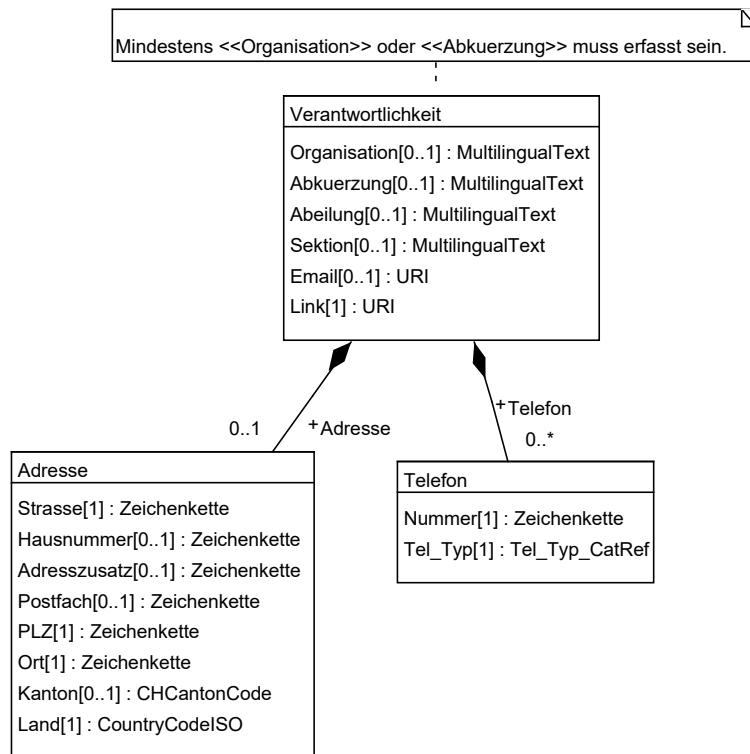 Mindestens <<Organisation>> oder <<Abkuerzung>> muss erfasst sein.
Verantwortlichkeit
Organisation[0..1] : MultilingualText
Abkuerzung[0..1] : MultilingualText
Abeilung[0..1] : MultilingualText
Sektion[0..1] : MultilingualText
Email[0..1] : URI
Link[1] : URI
0..1 +Adresse
+Telefon
0..*
Adresse
Strasse[1] : Zeichenkette
Hausnummer[0..1] : Zeichenkette
Adresszusatz[0..1] : Zeichenkette
Postfach[0..1] : Zeichenkette
PLZ[1] : Zeichenkette
Ort[1] : Zeichenkette
Kanton[0..1] : CHCantonCode
Land[1] : CountryCodeISO
Telefon
Nummer[1] : Zeichenkette
Tel_Typ[1] : Tel_Typ_CatRef